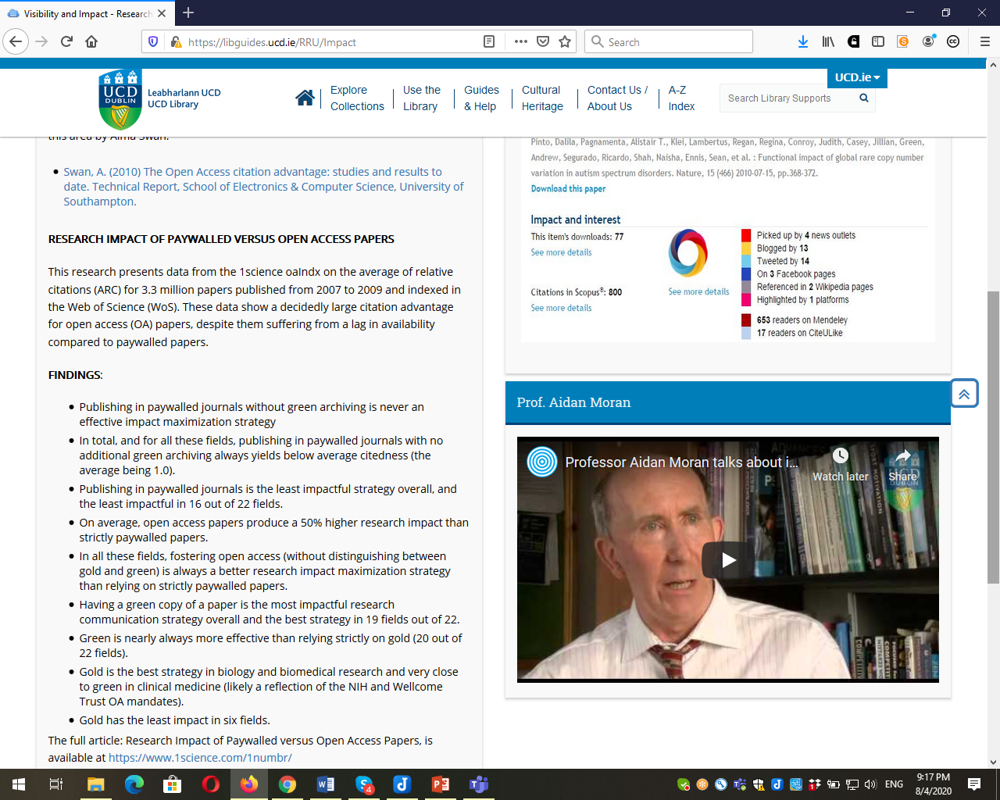 Visibility and Impact - Research
https://libguides.ucd.ie/RRU/Impact
Search
UCD
DUBLIN
Leabharlann UCD
UCD Library
Explore
Collections
Use the
Library
Guides
& Help
Cultural
Heritage
Contact Us /
About Us
A-Z
Index
UCD.ie
Search Library Supports
this area by Alma Swan.
Swan, A. (2010) The Open Access citation advantage: studies and results to
date. Technical Report, School of Electronics & Computer Science, University of
Southampton.
RESEARCH IMPACT OF PAYWALLED VERSUS OPEN ACCESS PAPERS
This research presents data from the 1science oaIndx on the average of relative
citations (ARC) for 3.3 million papers published from 2007 to 2009 and indexed in
the Web of Science (WoS). These data show a decidedly large citation advantage
for open access (OA) papers, despite them suffering from a lag in availability
compared to paywalled papers.
FINDINGS:
Publishing in paywalled journals without green archiving is never an
effective impact maximization strategy
In total, and for all these fields, publishing in paywalled journals with no
additional green archiving always yields below average citedness (the
average being 1.0).
Publishing in paywalled journals is the least impactful strategy overall, and
the least impactful in 16 out of 22 fields.
On average, open access papers produce a 50% higher research impact than
strictly paywalled papers.
In all these fields, fostering open access (without distinguishing between
gold and green) is always a better research impact maximization strategy
than relying on strictly paywalled papers.
Having a green copy of a paper is the most impactful research
communication strategy overall and the best strategy in 19 fields out of 22.
Green is nearly always more effective than relying strictly on gold (20 out of
22 fields).
Gold is the best strategy in biology and biomedical research and very close
to green in clinical medicine (likely a reflection of the NIH and Wellcome
Trust OA mandates).
Gold has the least impact in six fields.
The full article: Research Impact of Paywalled versus Open Access Papers, is
available at https://www.1science.com/1numbr/
Pinto, Dalila, Pagnamenta, Alistair T., Klei, Lambertus, Regan, Regina, Conroy, Judith, Casey, Jillian, Green,
Andrew, Segurado, Ricardo, Shah, Naisha, Ennis, Sean, et al. : Functional impact of global rare copy number
variation in autism spectrum disorders. Nature, 15 (466) 2010-07-15, pp.368-372.
Download this paper
Impact and interest
This item's downloads: 77
See more details
Citations in Scopus®: 800
See more details
See more details
Picked up by 4 news outlets
Blogged by 13
Tweeted by 14
On 3 Facebook pages
Referenced in 2 Wikipedia pages
Highlighted by 1 platforms
653 readers on Mendeley
17 readers on CiteULike
Prof. Aidan Moran
Professor Aidan Moran talks about i...
Watch later
Share
UCD
DUBLIN
4
ENG
9:17 PM
8/4/2020